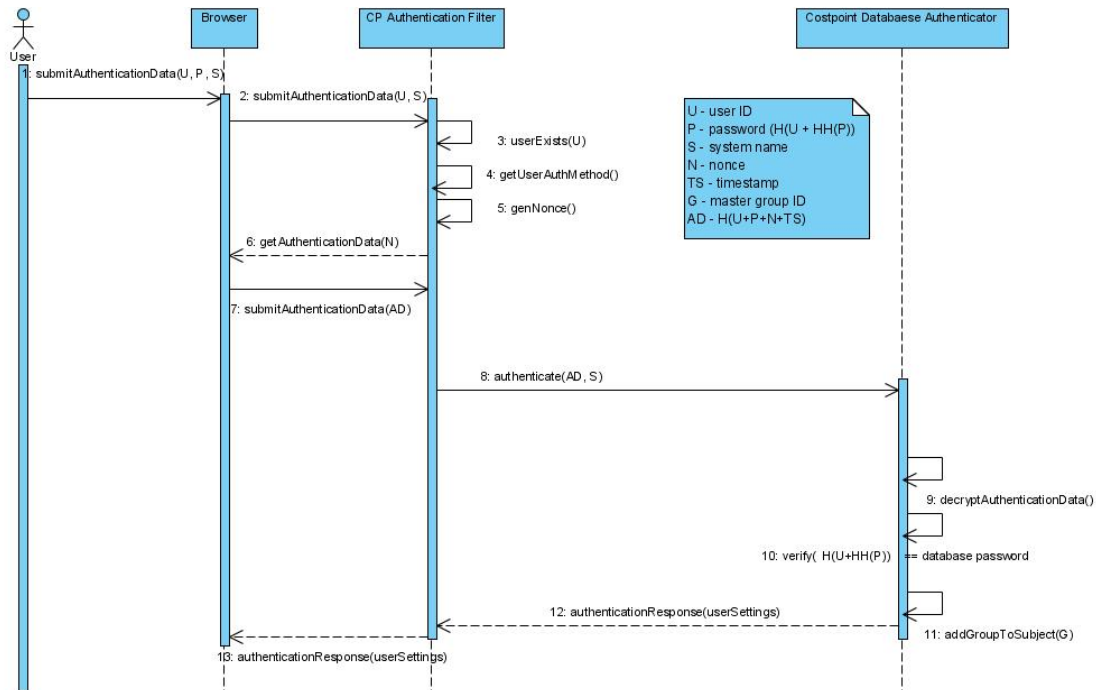 Browser
CP Authentication Filter
Costpoint Databaese Authenticator
User
1: submitAuthenticationData(U, P , S)
2: submitAuthenticationData(U, S)
U - user ID
P - password (H(U + HH(P))
S - system name
N - nonce
TS - timestamp
G - master group ID
AD - H(U+P+N+TS)
3: userExists(U)
4: getUserAuthMethod()
5: genNonce()
6: getAuthenticationData(N)
7: submitAuthenticationData(AD)
8: authenticate(AD, S)
9: decryptAuthenticationData()
10: verify( H(U+HH(P)) == database password
12: authenticationResponse(userSettings)
11: addGroupToSubject(G)
13: authenticationResponse(userSettings)